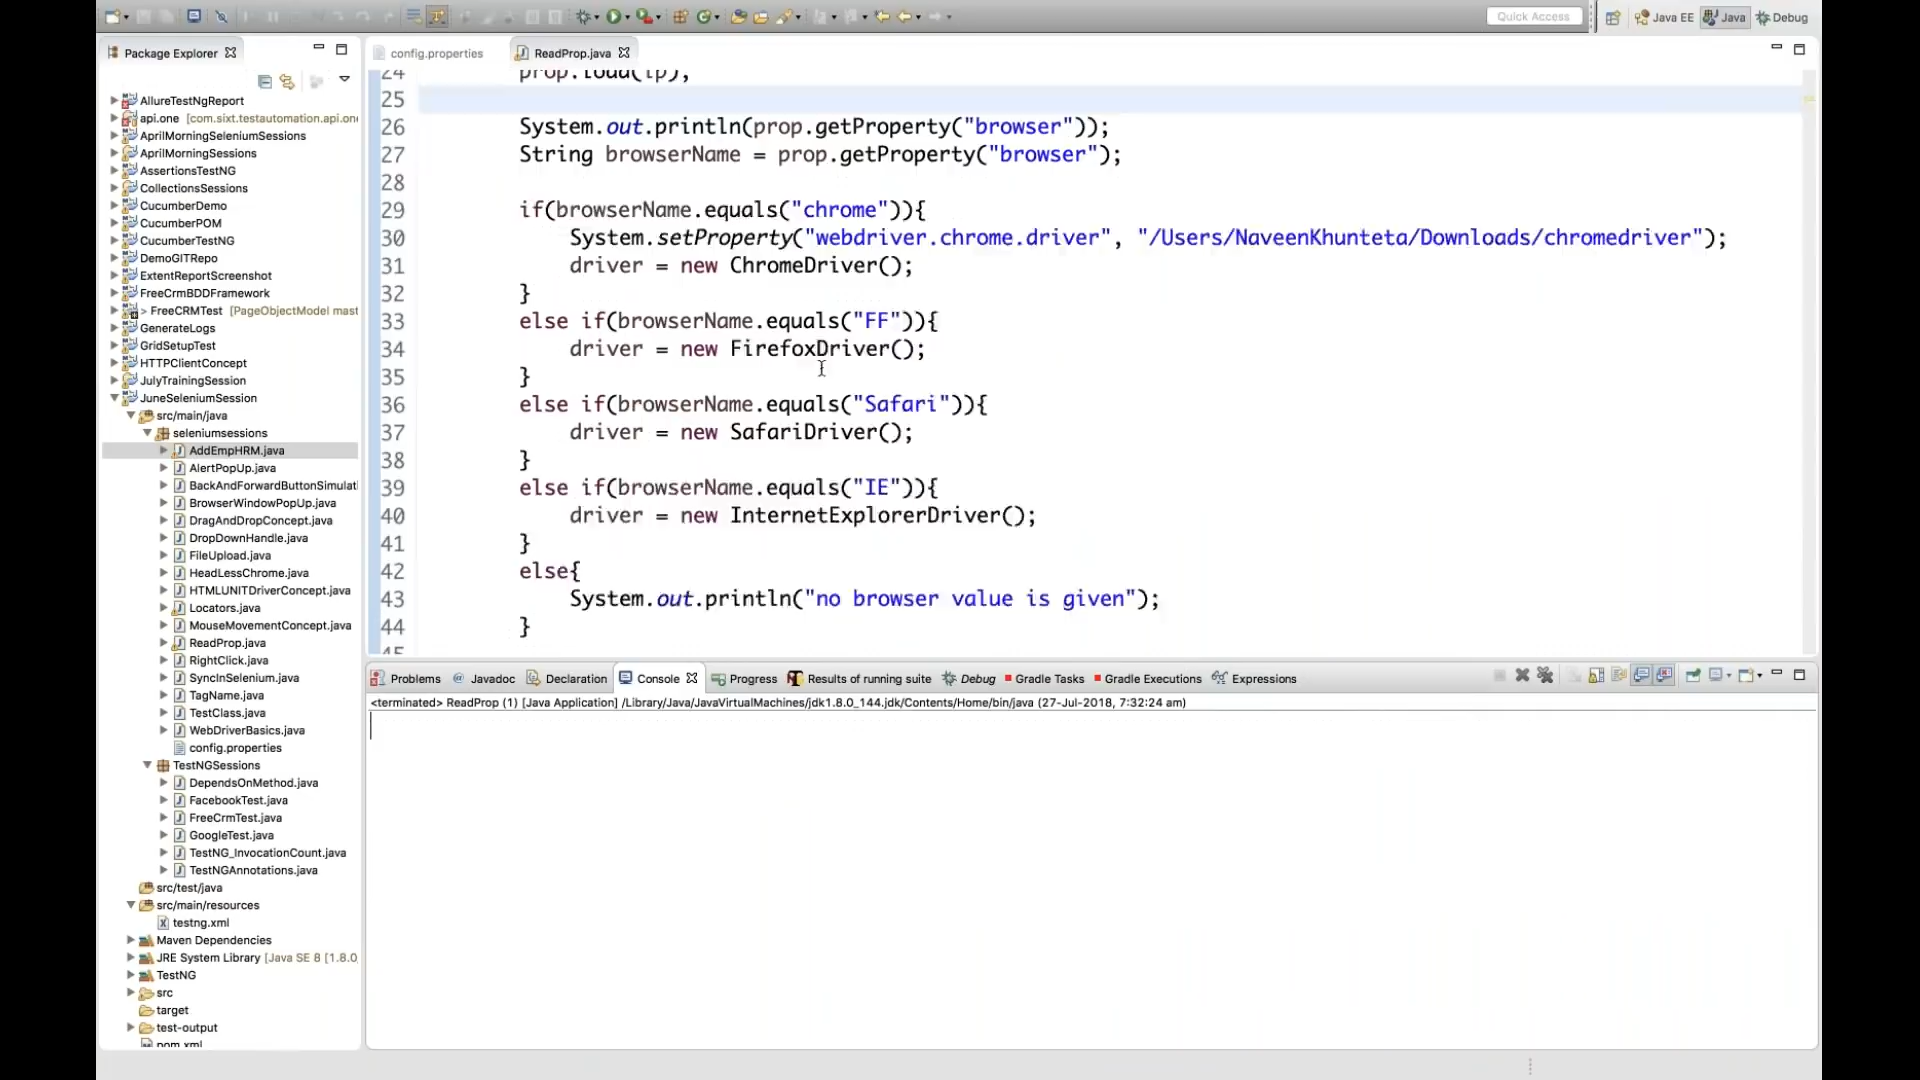 Quick Access
Java EE
Java
Debug
Package Explorer
config.properties
ReadProp.java
AllureTestNgReport
api.one [com.sixt.testautomation.api.one
AprilMorningSeleniumSessions
AprilMorningSessions
AssertionsTestNG
CollectionsSessions
CucumberDemo
CucumberPOM
CucumberTestNG
DemoGITRepo
ExtentReportScreenshot
FreeCrmBDDFramework
> FreeCRMTest [PageObjectModel mast
GenerateLogs
GridSetupTest
HTTPClientConcept
JulyTrainingSession
JuneSeleniumSession
src/main/java
seleniumsessions
AddEmpHRM.java
AlertPopUp.java
BackAndForwardButtonSimulati
BrowserWindowPopUp.java
DragAndDropConcept.java
DropDownHandle.java
FileUpload.java
HeadLessChrome.java
HTMLUNITDriverConcept.java
Locators.java
MouseMovementConcept.java
ReadProp.java
RightClick.java
SyncInSelenium.java
TagName.java
TestClass.java
WebDriverBasics.java
config.properties
TestNGSessions
DependsOnMethod.java
FacebookTest.java
FreeCrmTest.java
GoogleTest.java
TestNG_InvocationCount.java
TestNGAnnotations.java
src/test/java
src/main/resources
testng.xml
Maven Dependencies
JRE System Library [Java SE 8 [1.8.0
TestNG
src
target
test-output
pom.xml
24 prop.load(ip);
25
26 System.out.println(prop.getProperty("browser"));
27 String browserName = prop.getProperty("browser");
28
29 if(browserName.equals("chrome")){
30 System.setProperty("webdriver.chrome.driver", "/Users/NaveenKhunteta/Downloads/chromedriver");
31 driver = new ChromeDriver();
32 }
33 else if(browserName.equals("FF")){
34 driver = new FirefoxDriver();
35 }
36 else if(browserName.equals("Safari")){
37 driver = new SafariDriver();
38 }
39 else if(browserName.equals("IE")){
40 driver = new InternetExplorerDriver();
41 }
42 else{
43 System.out.println("no browser value is given");
44 }
45
Problems @ Javadoc Declaration Console Progress Results of running suite Debug Gradle Tasks Gradle Executions Expressions
<terminated> ReadProp (1) [Java Application] /Library/Java/JavaVirtualMachines/jdk1.8.0_144.jdk/Contents/Home/bin/java (27-Jul-2018, 7:32:24 am)